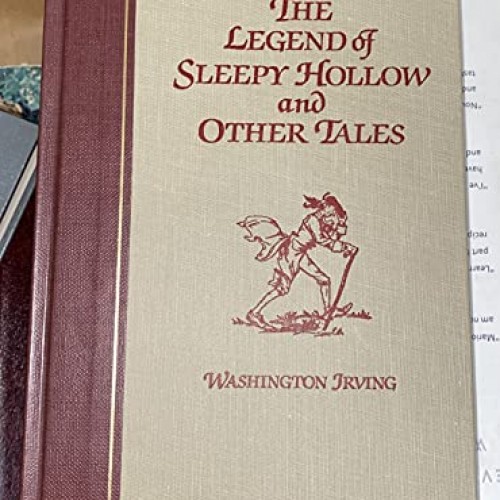 THE
LEGEND of
SLEEPY HOLLOW
and
OTHER TALES
WASHINGTON IRVING